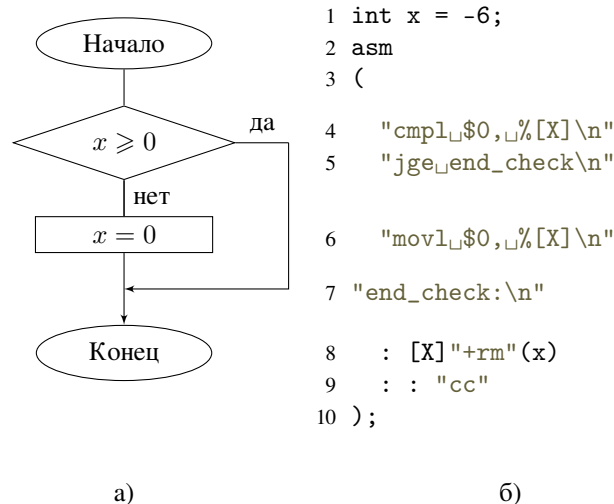 Начало
x ⩾ 0
да
нет
x = 0
Конец
а)
1 int x = -6;
2 asm
3 (
4 "cmpl␣$0,␣%[X]\n"
5 "jge␣end_check\n"
6 "movl␣$0,␣%[X]\n"
7 "end_check:\n"
8 : [X]"+rm"(x)
9 : : "cc"
10 );
б)